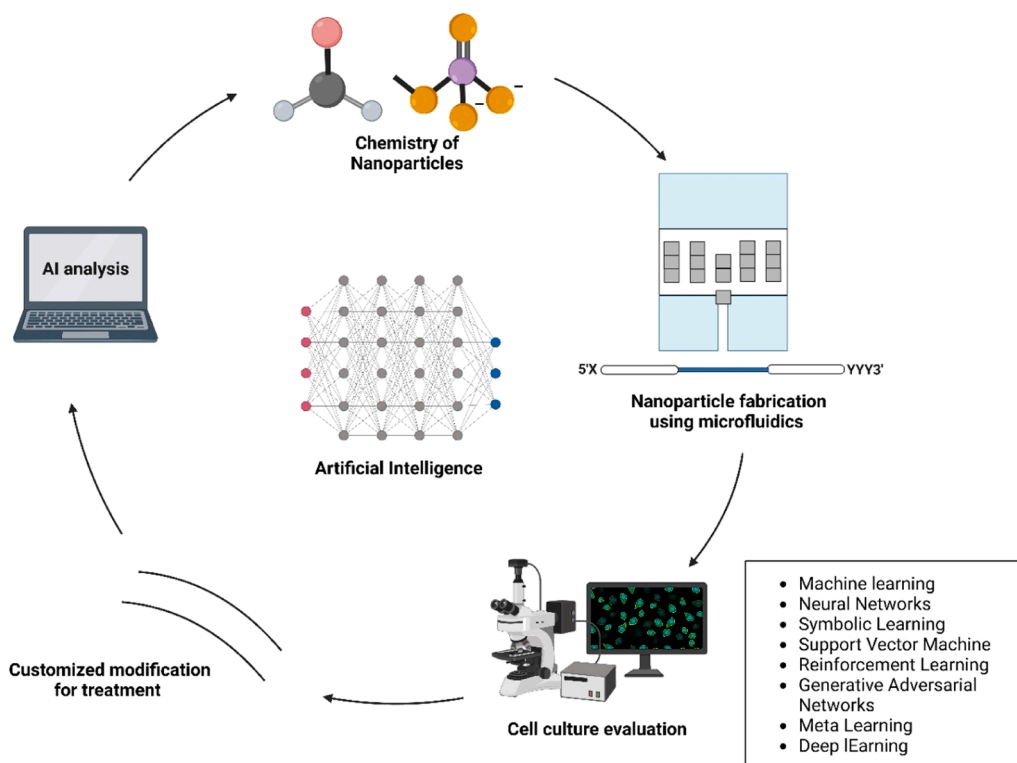 Chemistry of
Nanoparticles
AI analysis
5'X
YYY3'
Nanoparticle fabrication
using microfluidics
Artificial Intelligence
Customized modification
for treatment
Cell culture evaluation
• Machine learning
• Neural Networks
• Symbolic Learning
• Support Vector Machine
• Reinforcement Learning
• Generative Adversarial
Networks
• Meta Learning
• Deep lEarning